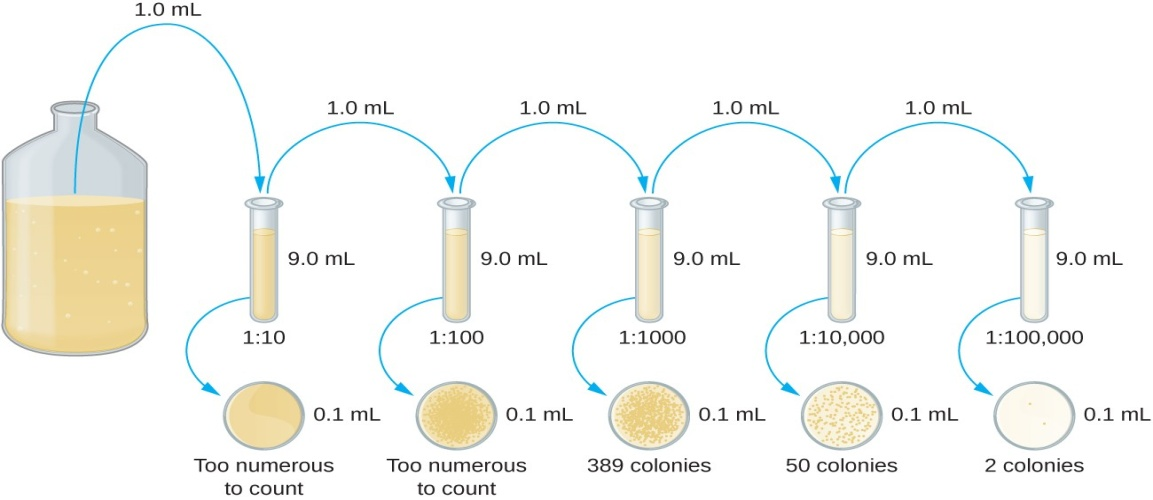 1.0 mL
1.0 mL
1.0 mL
1.0 mL
1.0 mL
9.0 mL
9.0 mL
9.0 mL
9.0 mL
9.0 mL
1:10
1:100
1:1000
1:10,000
1:100,000
0.1 mL
0.1 mL
0.1 mL
0.1 mL
0.1 mL
Too numerous
to count
Too numerous
to count
389 colonies
50 colonies
2 colonies